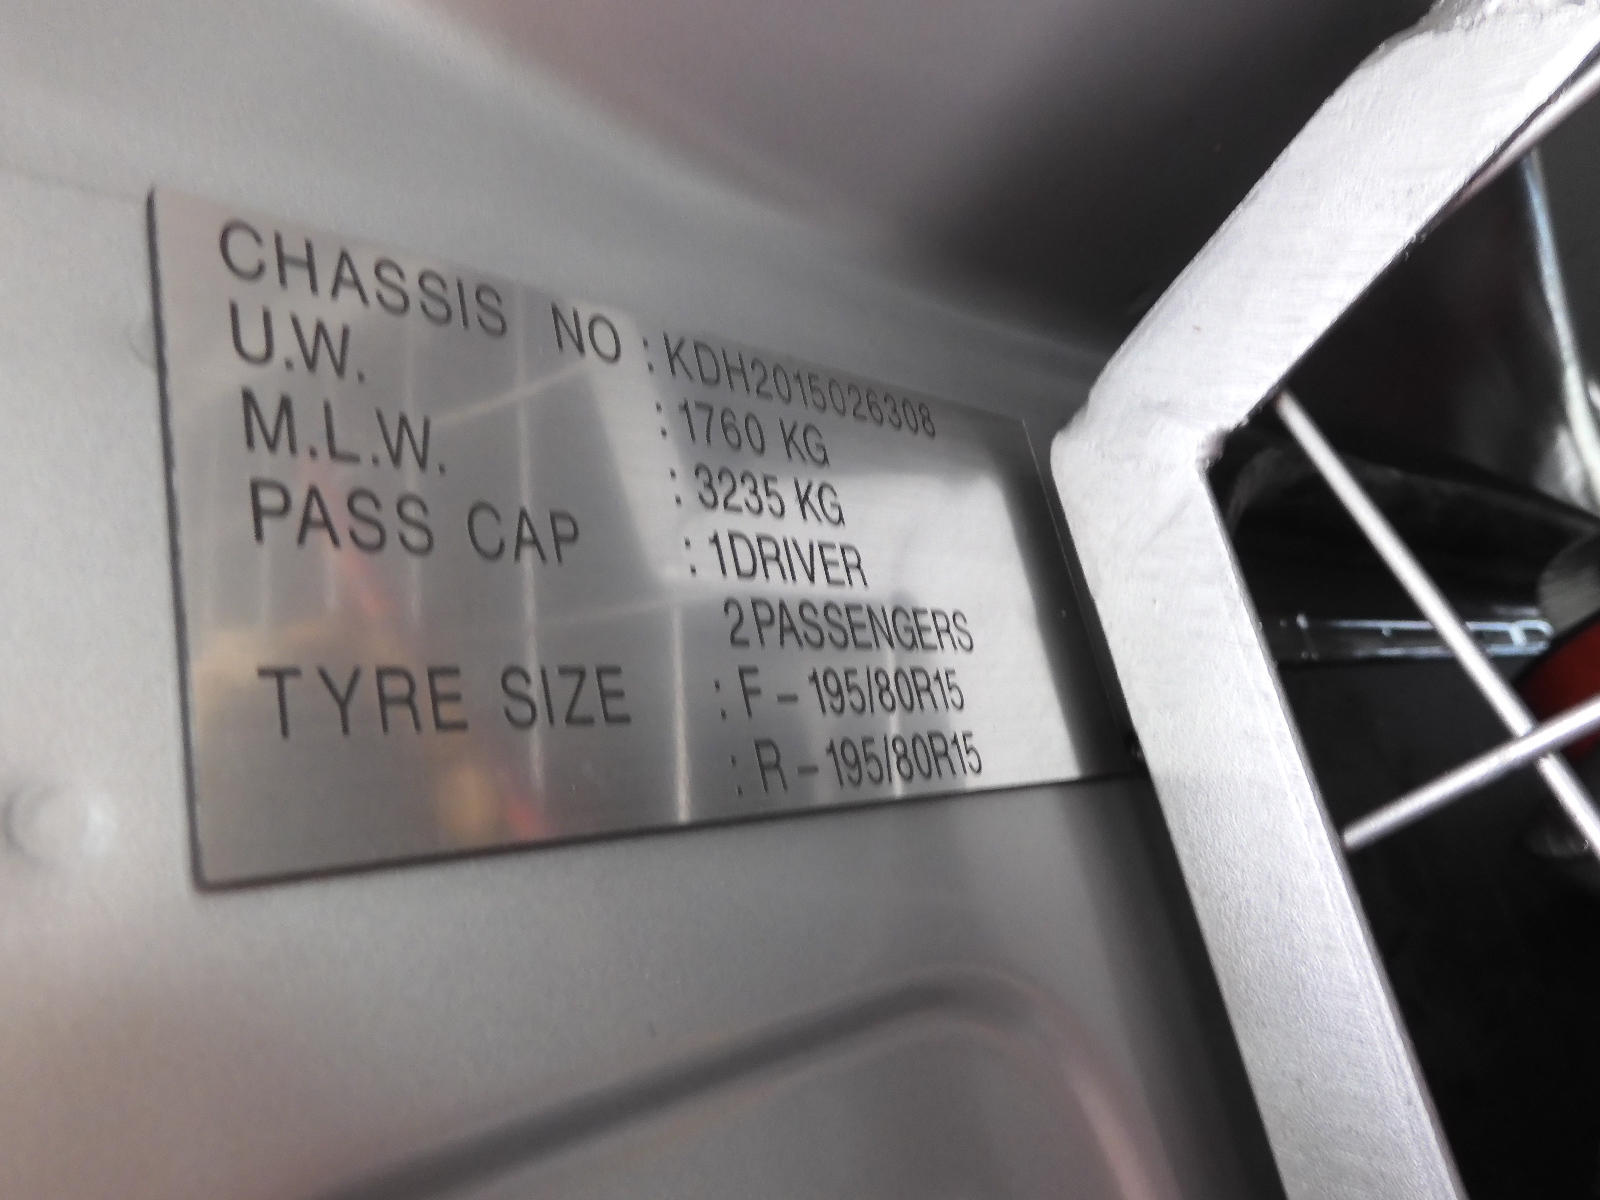 CHASSIS NO : KDH2015026308
U.W. : 1760 KG
M.L.W. : 3235 KG
PASS CAP : 1DRIVER
2PASSENGERS
TYRE SIZE : F - 195/80R15
: R - 195/80R15